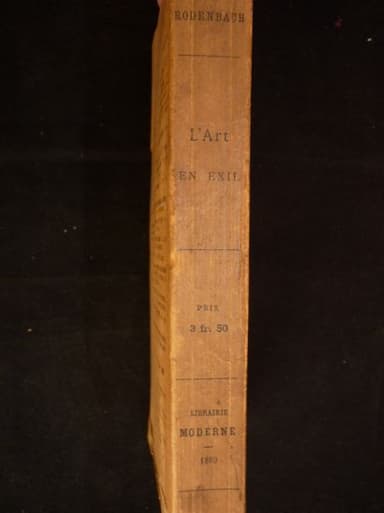 RODENBACH
L'Art
EN EXIL
PRIX
3 fr. 50
LIBRAIRIE
MODERNE